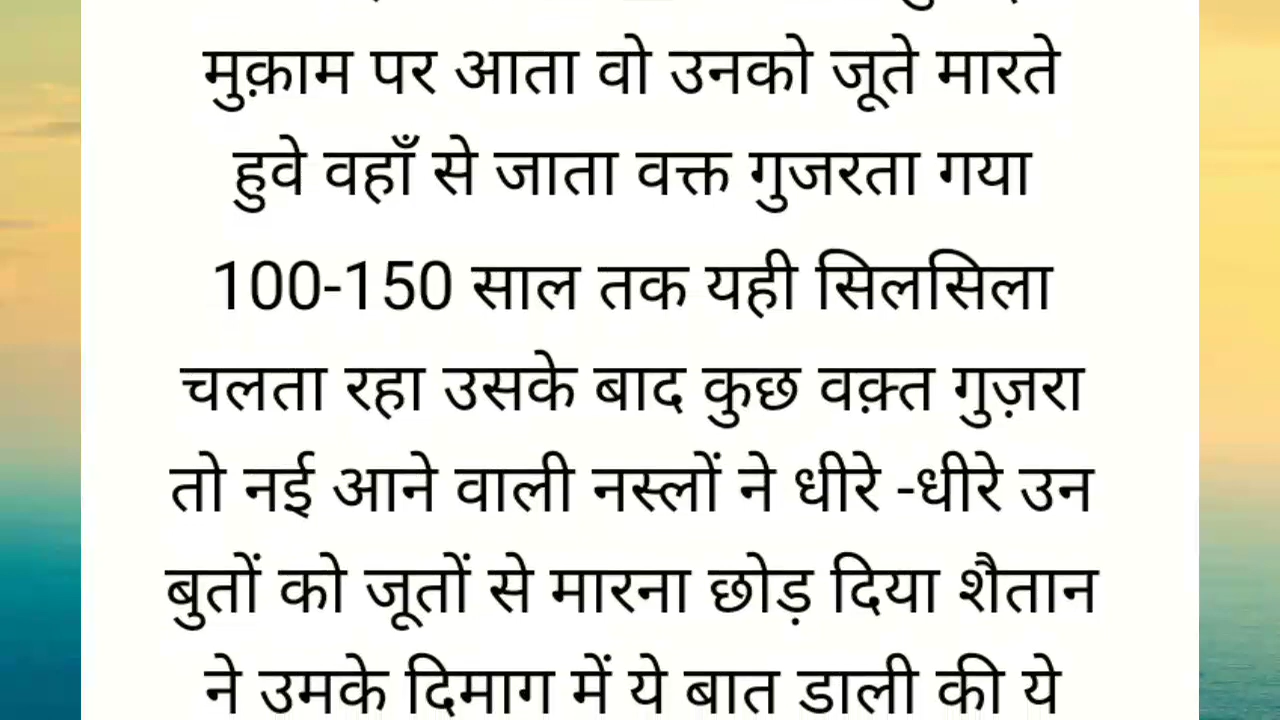 मुक़ाम पर आता वो उनको जूते मारते
हुवे वहाँ से जाता वक्त गुजरता गया
100-150 साल तक यही सिलसिला
चलता रहा उसके बाद कुछ वक़्त गुज़रा
तो नई आने वाली नस्लों ने धीरे -धीरे उन
बुतों को जूतों से मारना छोड़ दिया शैतान
ने उमके दिमाग में ये बात डाली की ये